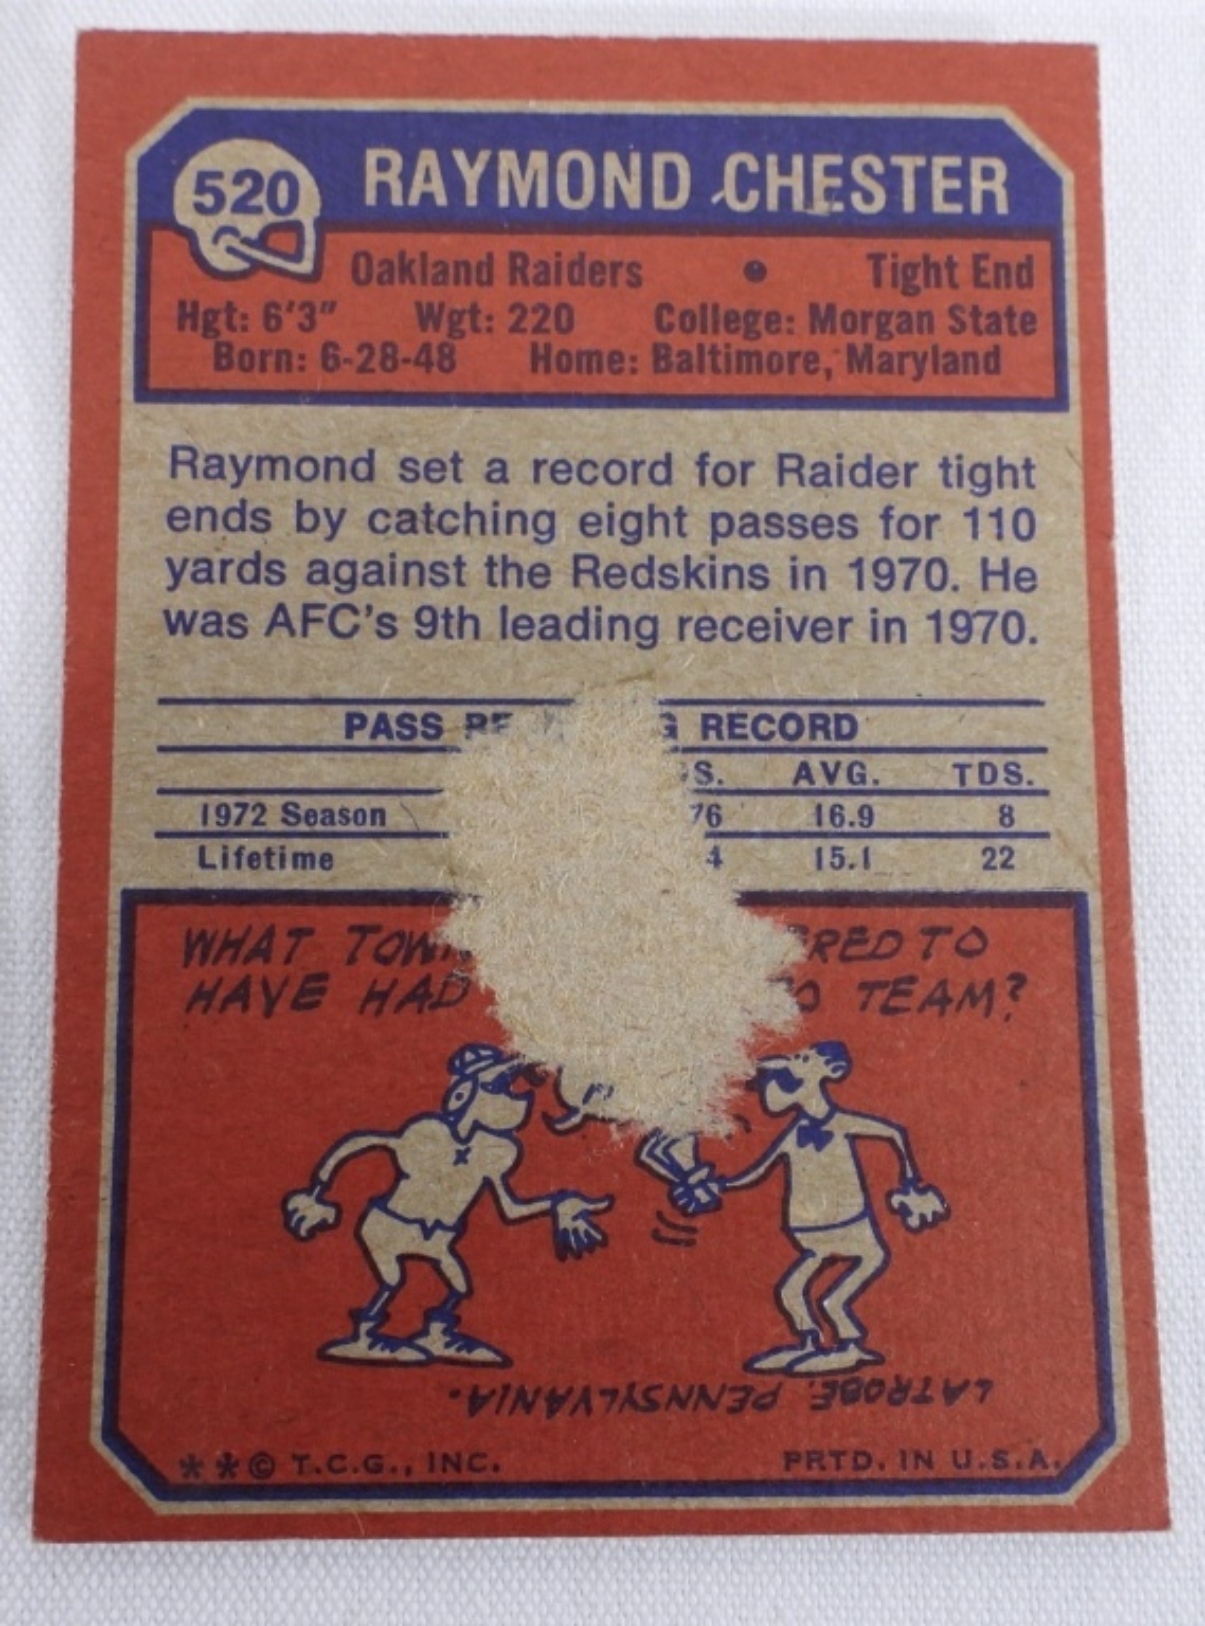 520 RAYMOND CHESTER
Oakland Raiders • Tight End
Hgt: 6'3" Wgt: 220 College: Morgan State
Born: 6-28-48 Home: Baltimore, Maryland
Raymond set a record for Raider tight
ends by catching eight passes for 110
yards against the Redskins in 1970. He
was AFC's 9th leading receiver in 1970.
PASS RECORD
AVG. TDS.
1972 Season 16.9 8
Lifetime 15.1 22
WHAT TO
HAVE HAD TEAM?
LATROBE, PENNSYLVANIA.
**© T.C.G., INC. PRTD. IN U.S.A.